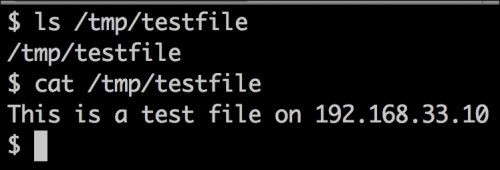 $ ls /tmp/testfile
/tmp/testfile
$ cat /tmp/testfile
This is a test file on 192.168.33.10
$